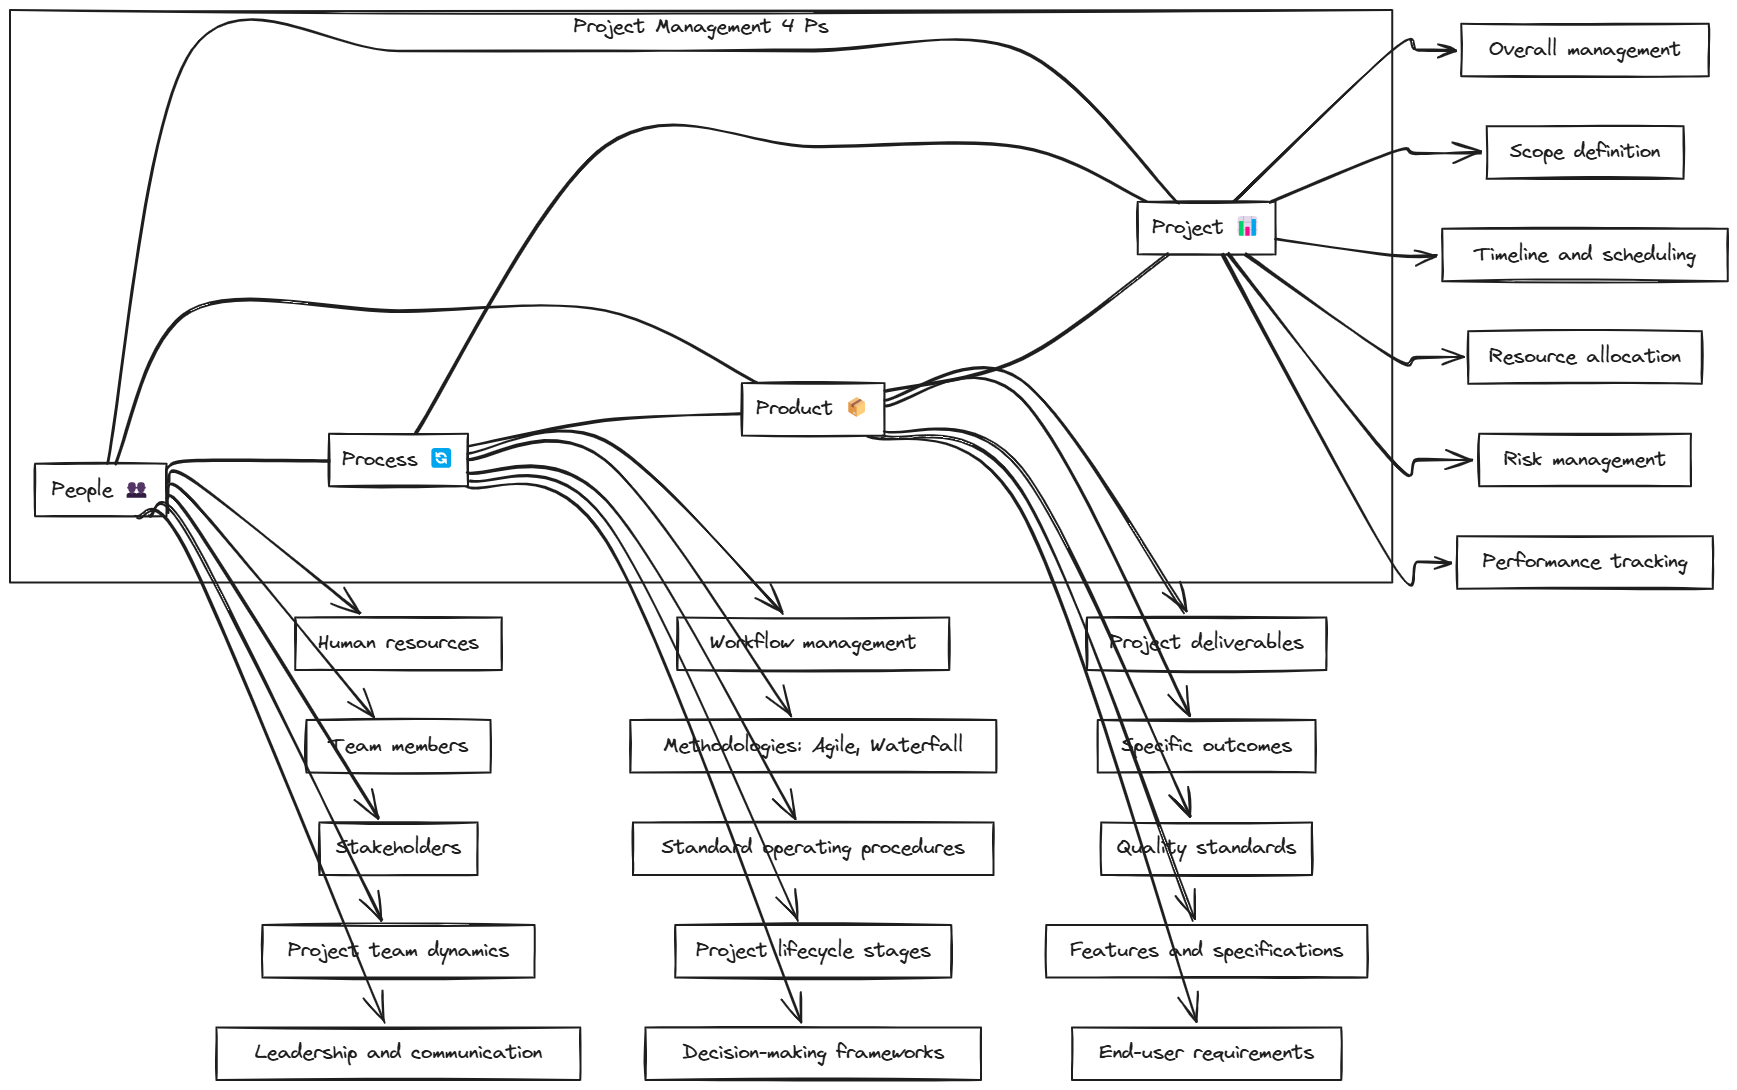 Project Management 4 Ps
Overall management
Scope definition
Project
Timeline and scheduling
Resource allocation
Product
Process
Risk management
People
Performance tracking
Human resources
Workflow management
Project deliverables
Team members
Methodologies: Agile, Waterfall
Specific outcomes
Stakeholders
Standard operating procedures
Quality standards
Project team dynamics
Project lifecycle stages
Features and specifications
Leadership and communication
Decision-making frameworks
End-user requirements